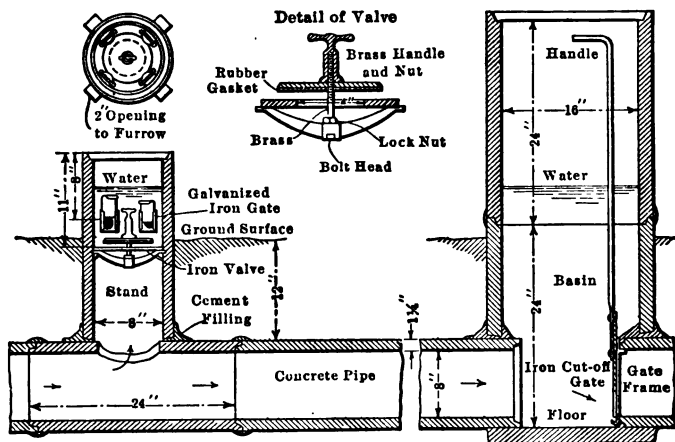 Detail of Valve
Brass Handle
and Nut
Rubber
Gasket
4"
Brass
Lock Nut
Bolt Head
2" Opening
to Furrow
Handle
16"
24"
Water
Basin
24"
Water
8"
11"
Galvanized
Iron Gate
Ground Surface
Iron Valve
Stand
8"
Cement
Filling
12"
1¼"
24"
Concrete Pipe
8"
Iron Cut-off
Gate
Gate
Frame
Floor